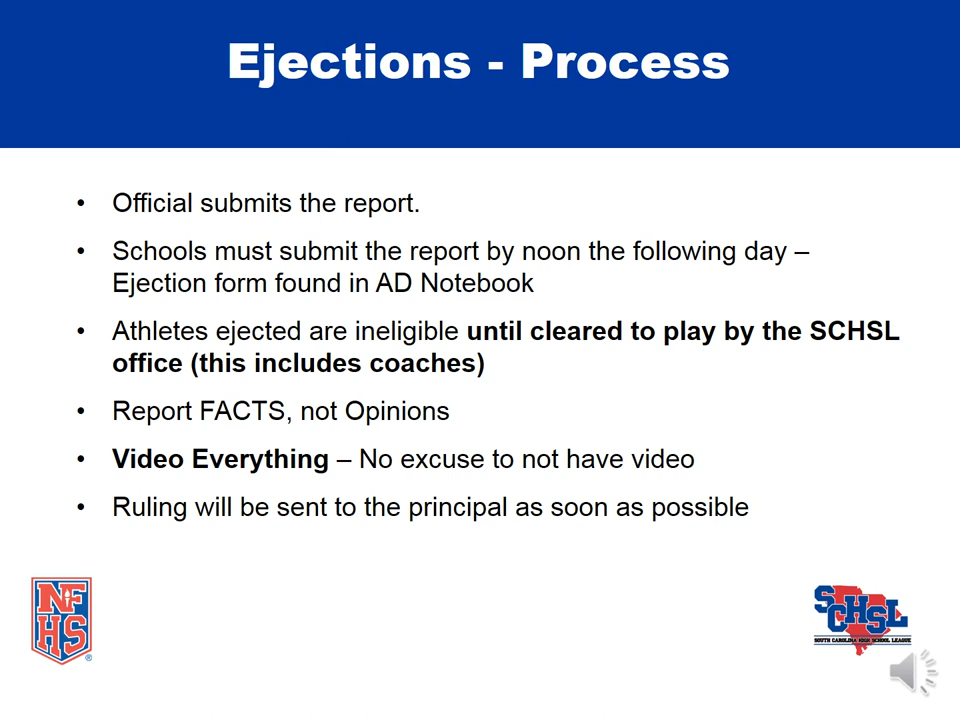 Ejections - Process
• Official submits the report.
• Schools must submit the report by noon the following day –
Ejection form found in AD Notebook
• Athletes ejected are ineligible until cleared to play by the SCHSL
office (this includes coaches)
• Report FACTS, not Opinions
• Video Everything – No excuse to not have video
• Ruling will be sent to the principal as soon as possible
NF
HS
®
SCHSL
SOUTH CAROLINA HIGH SCHOOL LEAGUE